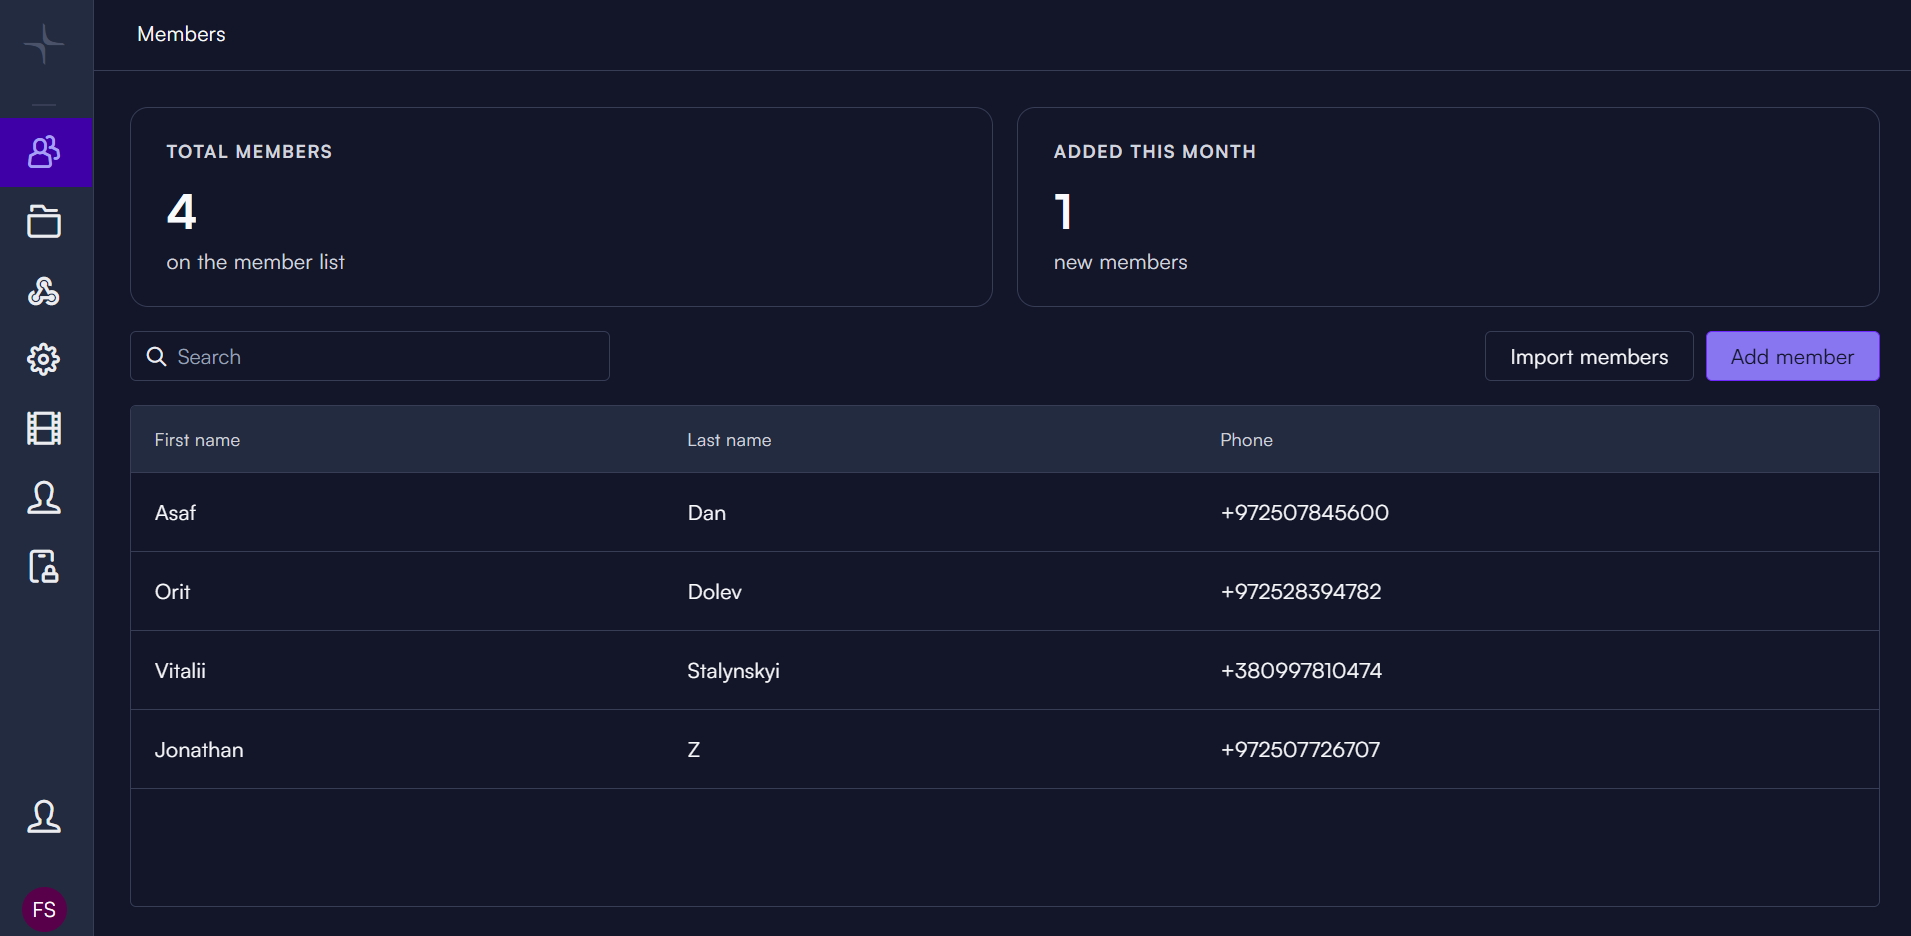 Members
TOTAL MEMBERS
4
on the member list
ADDED THIS MONTH
1
new members
Search
Import members
Add member
First name Last name Phone
Asaf Dan +972507845600
Orit Dolev +972528394782
Vitalii Stalynskyi +380997810474
Jonathan Z +972507726707
FS